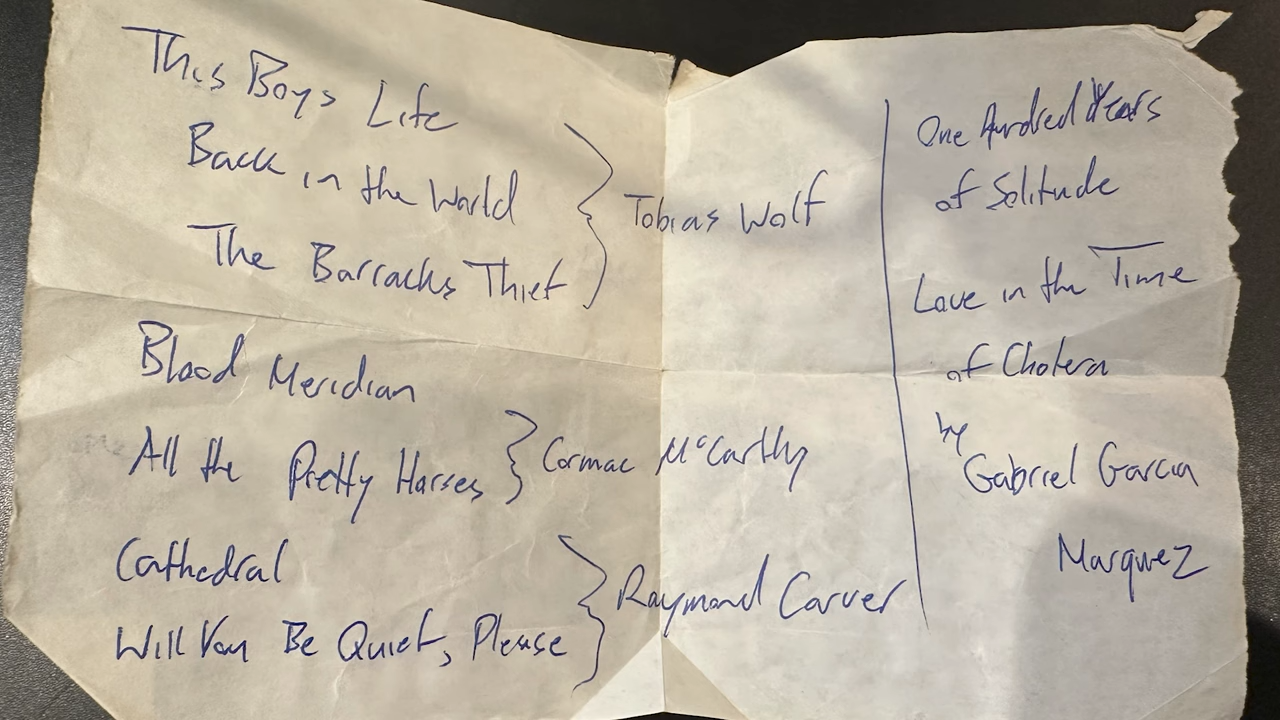 This Boys Life
Back in the World
The Barracks Thief
Tobias Wolf
Blood Meridian
All the Pretty Horses
Cormac McCarthy
Cathedral
Will You Be Quiet, Please
Raymond Carver
One Hundred Years
of Solitude
Love in the Time
of Cholera
by
Gabriel Garcia
Marquez